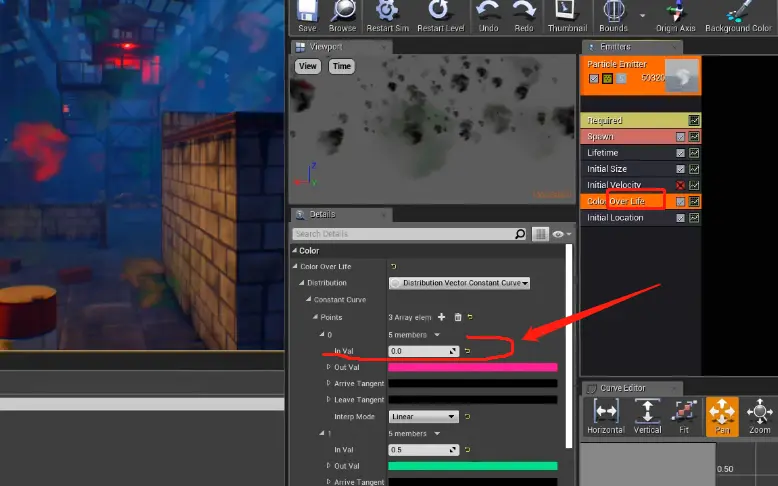 Save Browse Restart Sim Restart Level Undo Redo Thumbnail Bounds Origin Axis Background Color
Viewport
View Time
Z
Y
Details
Search Details
Color
Color Over Life
Distribution Distribution Vector Constant Curve
Constant Curve
Points 3 Array elem
0 5 members
In Val 0.0
Out Val
Arrive Tangent
Leave Tangent
Interp Mode Linear
1 5 members
In Val 0.5
Out Val
Arrive Tangent
Emitters
Particle Emitter
Required
Spawn
Lifetime
Initial Size
Initial Velocity
Color Over Life
Initial Location
Curve Editor
Horizontal Vertical Fit Pan Zoom
0.50